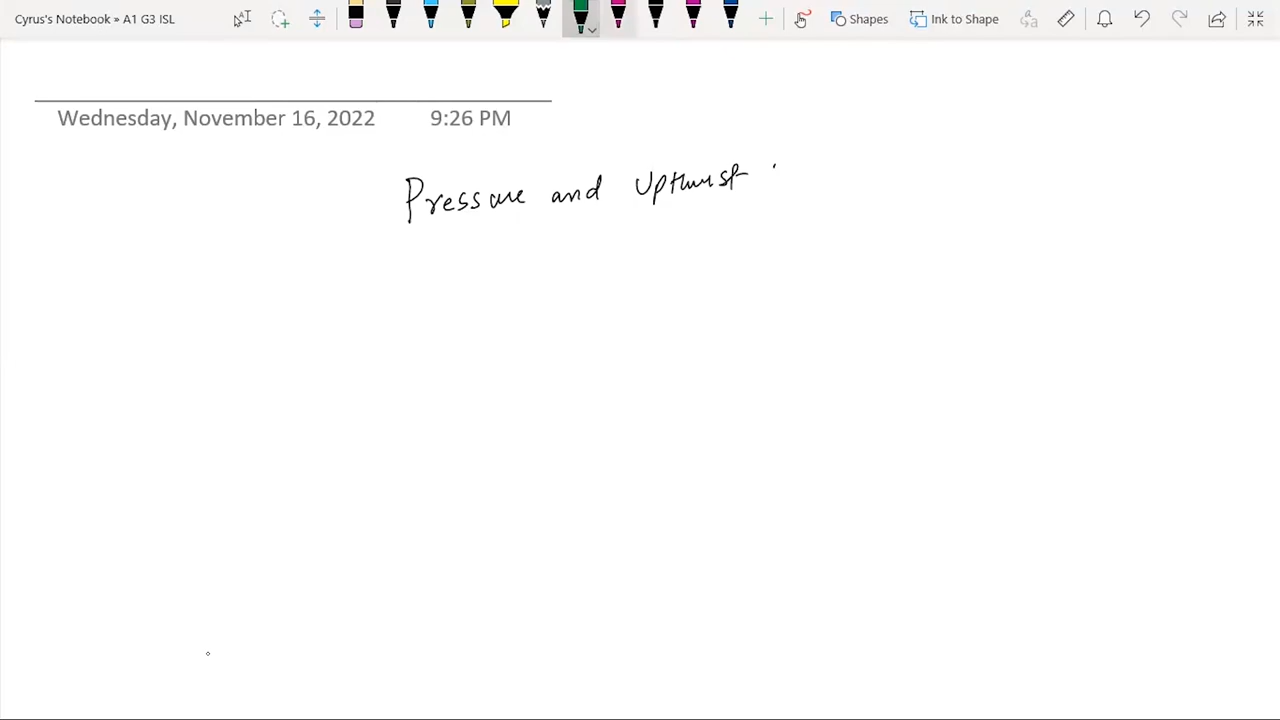 Cyrus's Notebook » A1 G3 ISL
Shapes
Ink to Shape
Wednesday, November 16, 2022 9:26 PM
Pressure and Upthrust